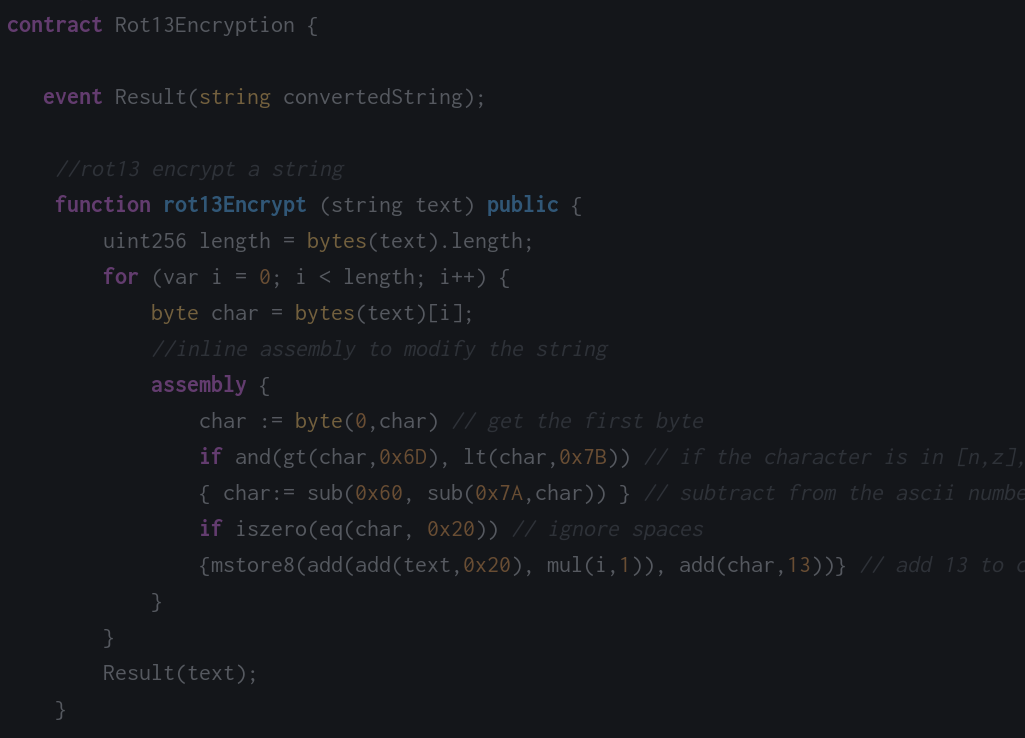 contract Rot13Encryption {
event Result(string convertedString);
//rot13 encrypt a string
function rot13Encrypt (string text) public {
uint256 length = bytes(text).length;
for (var i = 0; i < length; i++) {
byte char = bytes(text)[i];
//inline assembly to modify the string
assembly {
char := byte(0,char) // get the first byte
if and(gt(char,0x6D), lt(char,0x7B)) // if the character is in [n,z],
{ char:= sub(0x60, sub(0x7A,char)) } // subtract from the ascii numbe
if iszero(eq(char, 0x20)) // ignore spaces
{mstore8(add(add(text,0x20), mul(i,1)), add(char,13))} // add 13 to c
}
}
Result(text);
}